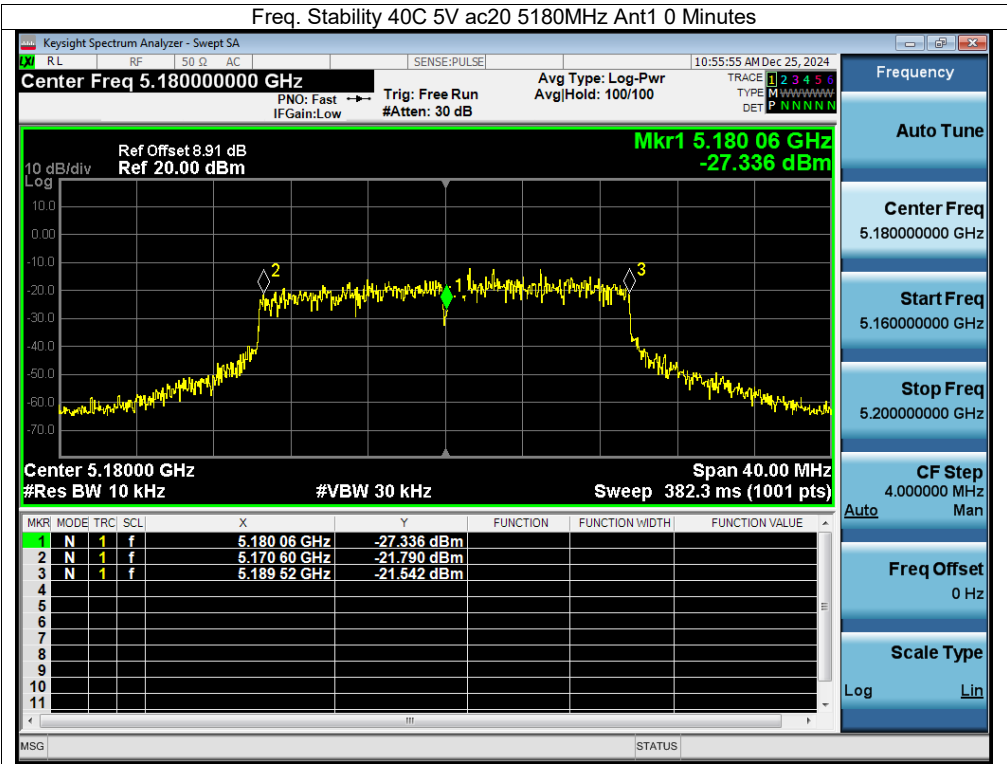 Freq. Stability 40C 5V ac20 5180MHz Ant1 0 Minutes
Keysight Spectrum Analyzer - Swept SA
LXI RL RF 50 Ω AC SENSE:PULSE 10:55:55 AM Dec 25, 2024
Center Freq 5.180000000 GHz
PNO: Fast
IFGain:Low
Trig: Free Run
#Atten: 30 dB
Avg Type: Log-Pwr
Avg|Hold: 100/100
TRACE 1 2 3 4 5 6
TYPE M WWWWW
DET P N N N N N
Mkr1 5.180 06 GHz
-27.336 dBm
Ref Offset 8.91 dB
10 dB/div Ref 20.00 dBm
Log
10.0
0.00
-10.0
-20.0
-30.0
-40.0
-50.0
-60.0
-70.0
2
1
3
Center 5.18000 GHz Span 40.00 MHz
#Res BW 10 kHz #VBW 30 kHz Sweep 382.3 ms (1001 pts)
MKR MODE TRC SCL X Y FUNCTION FUNCTION WIDTH FUNCTION VALUE
1 N 1 f 5.180 06 GHz -27.336 dBm
2 N 1 f 5.170 60 GHz -21.790 dBm
3 N 1 f 5.189 52 GHz -21.542 dBm
4
5
6
7
8
9
10
11
MSG STATUS
Frequency
Auto Tune
Center Freq
5.180000000 GHz
Start Freq
5.160000000 GHz
Stop Freq
5.200000000 GHz
CF Step
4.000000 MHz
Auto Man
Freq Offset
0 Hz
Scale Type
Log Lin